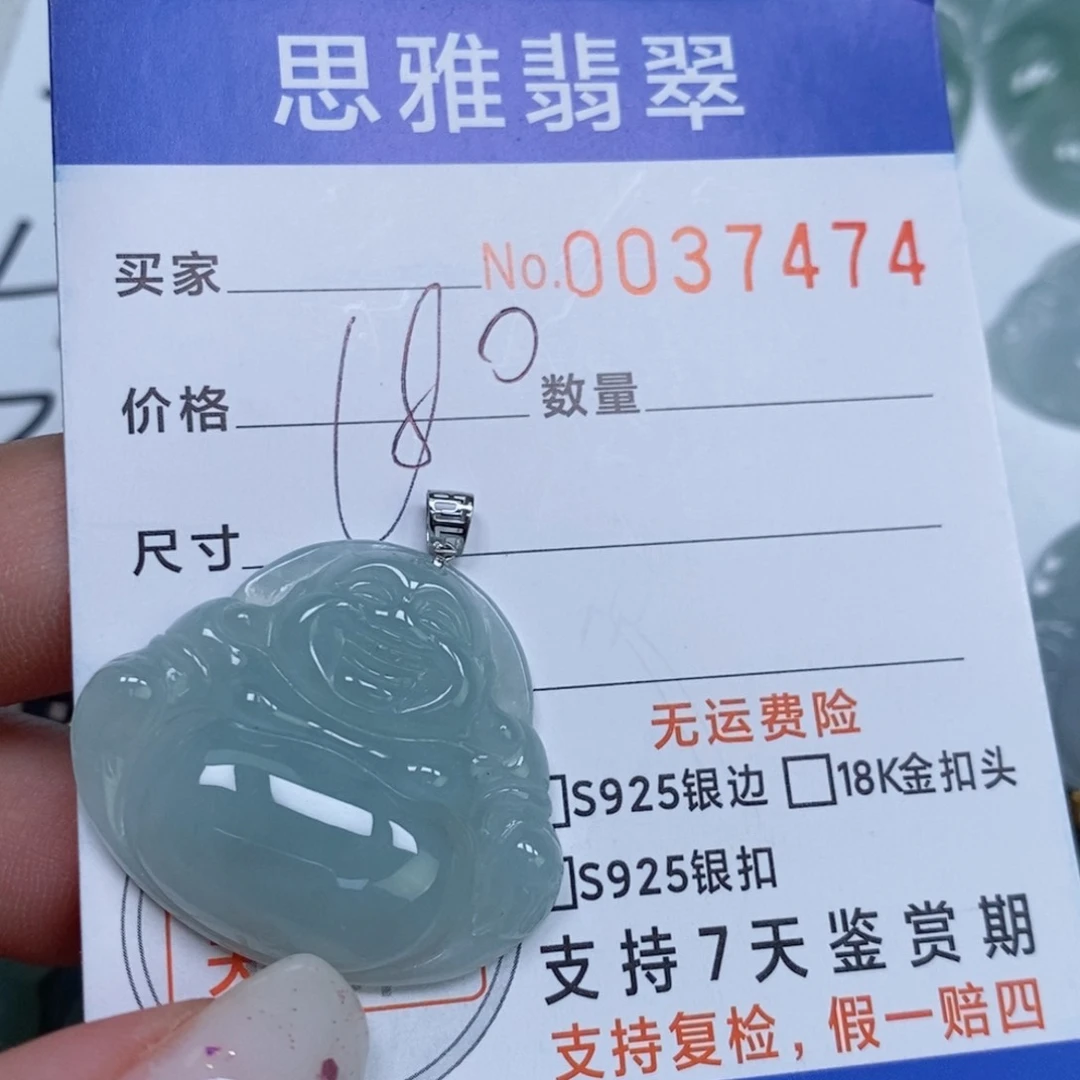 思雅翡翠
买家 No.0037474
价格 180 数量
尺寸
无运费险
S925银边 18K金扣头
S925银扣
支持7天鉴赏期
支持复检，假一赔四